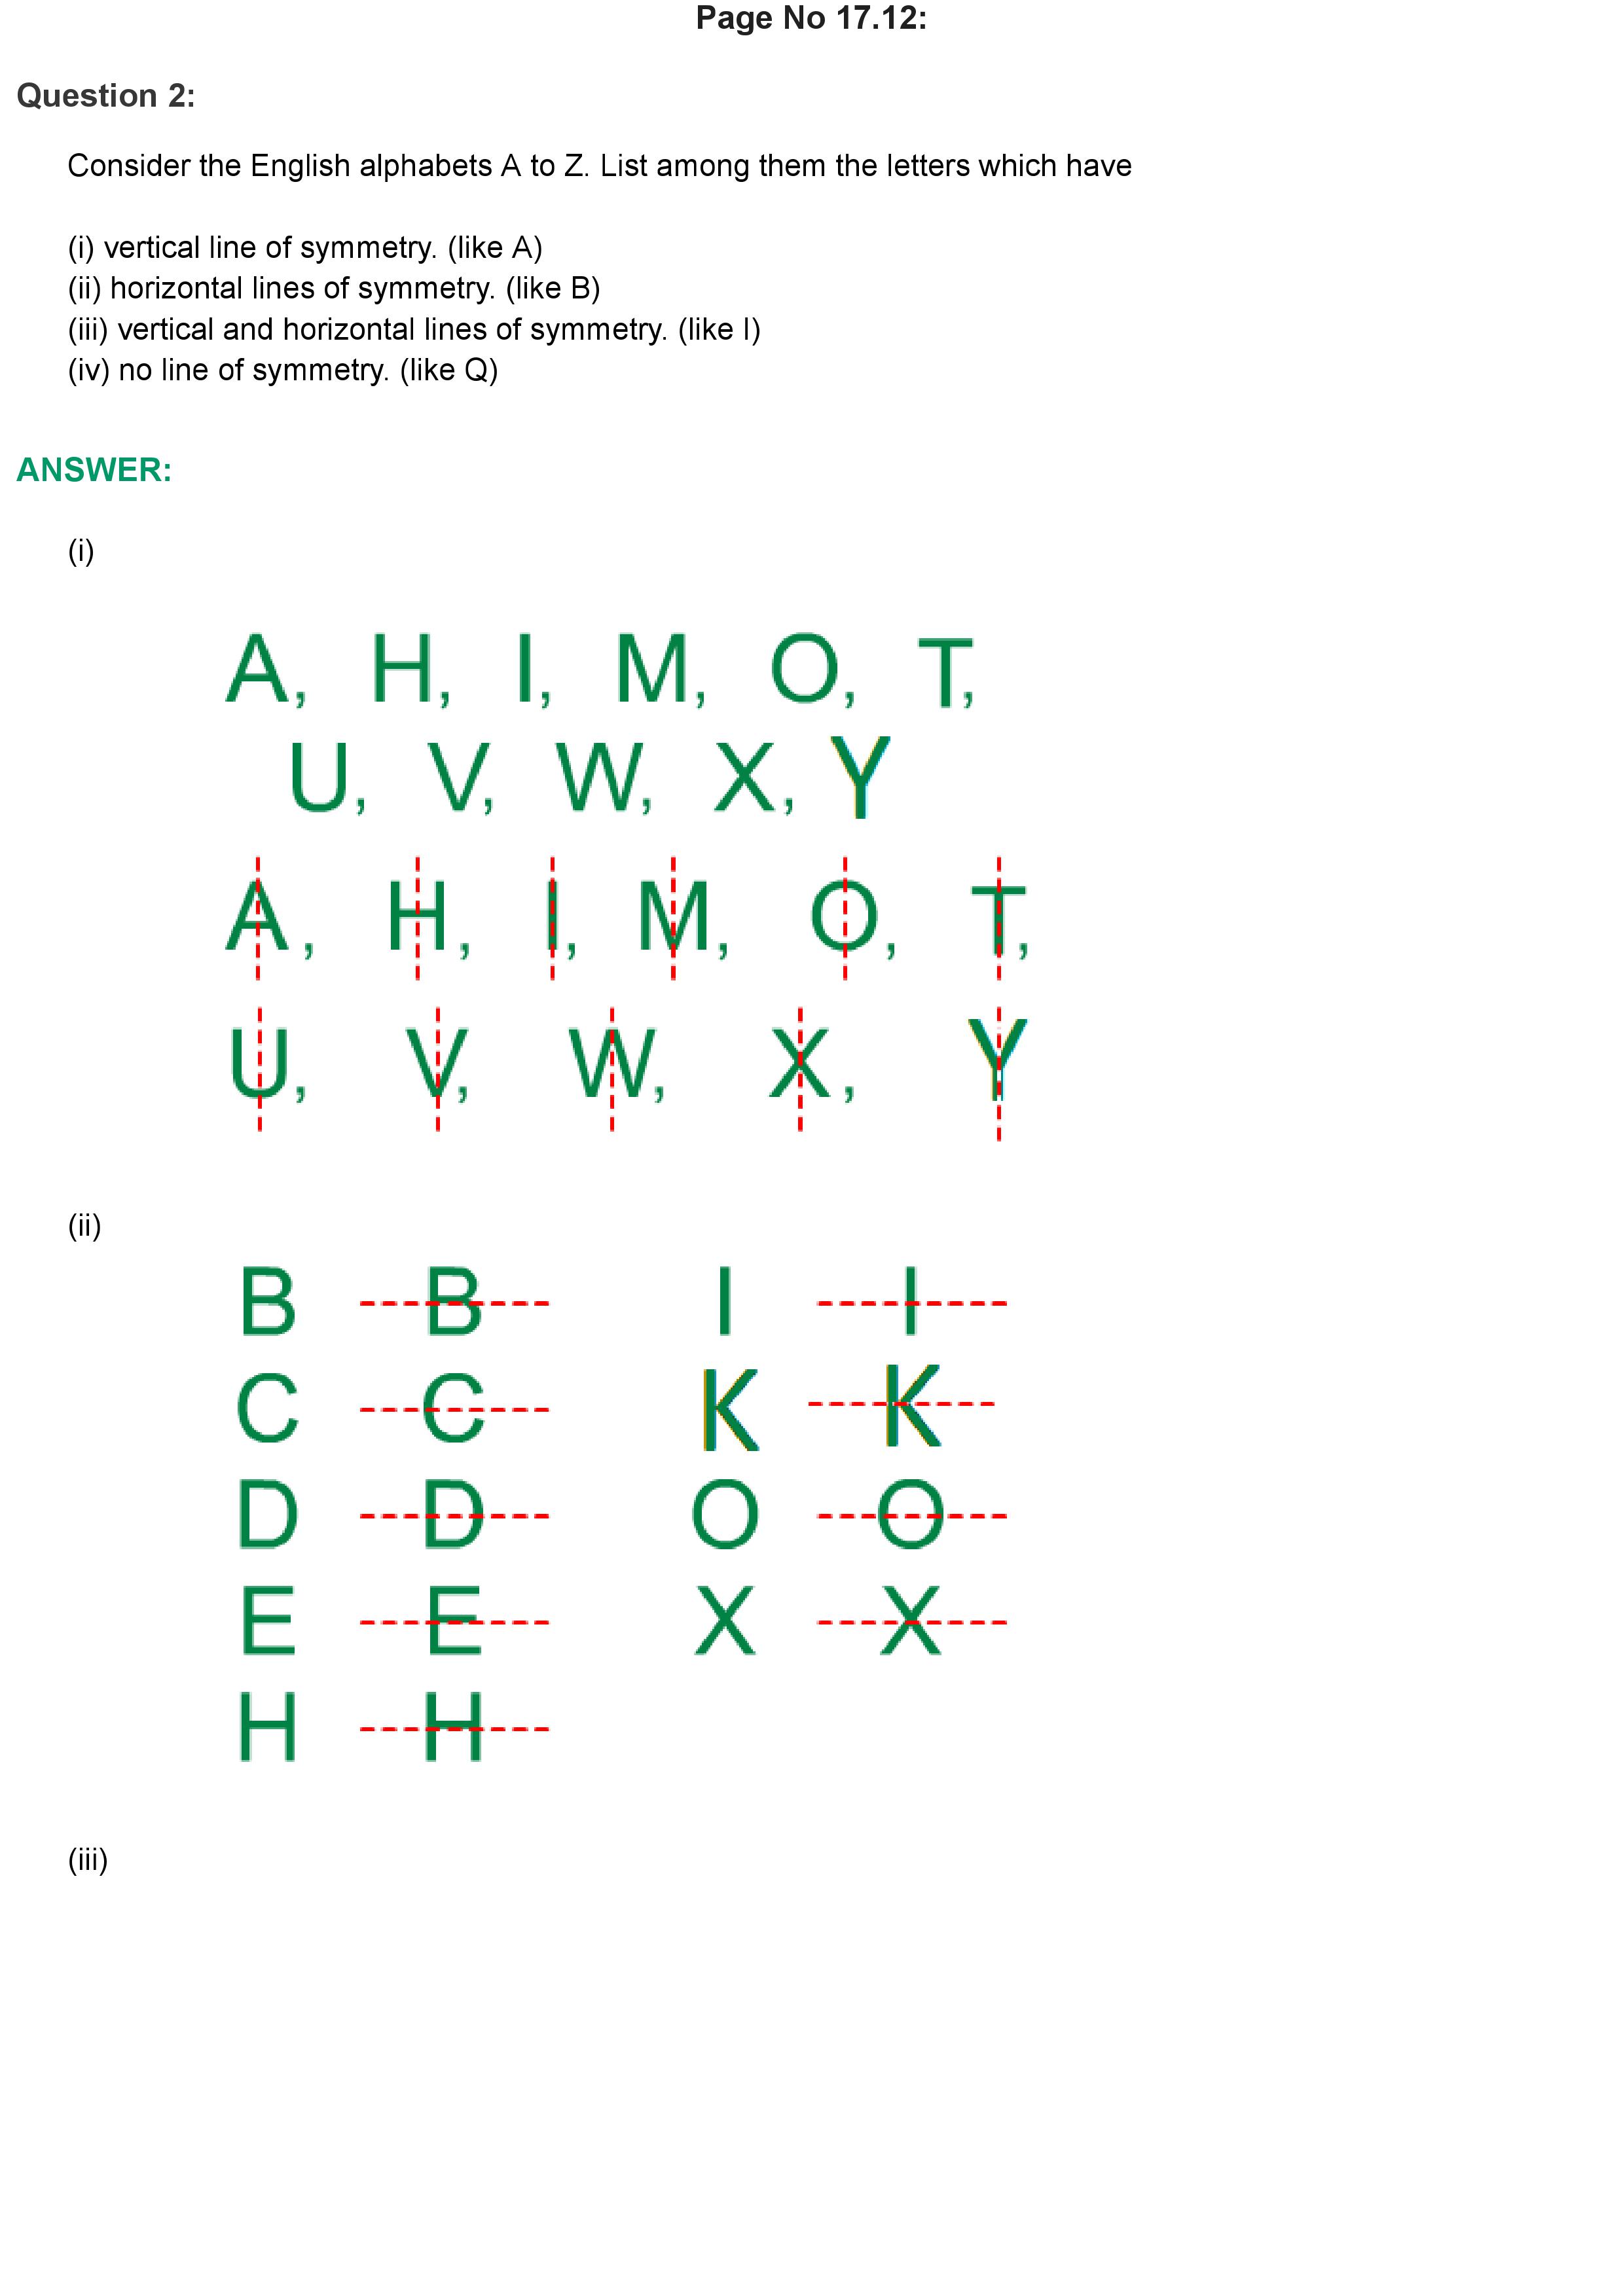 Page No 17.12:
Question 2:
Consider the English alphabets A to Z. List among them the letters which have
(i) vertical line of symmetry. (like A)
(ii) horizontal lines of symmetry. (like B)
(iii) vertical and horizontal lines of symmetry. (like I)
(iv) no line of symmetry. (like Q)
ANSWER:
(i)
A, H, I, M, O, T,
U, V, W, X, Y
A, H, I, M, O, T,
U, V, W, X, Y
(ii)
B B I I
C C K K
D D O O
E E X X
H H
(iii)